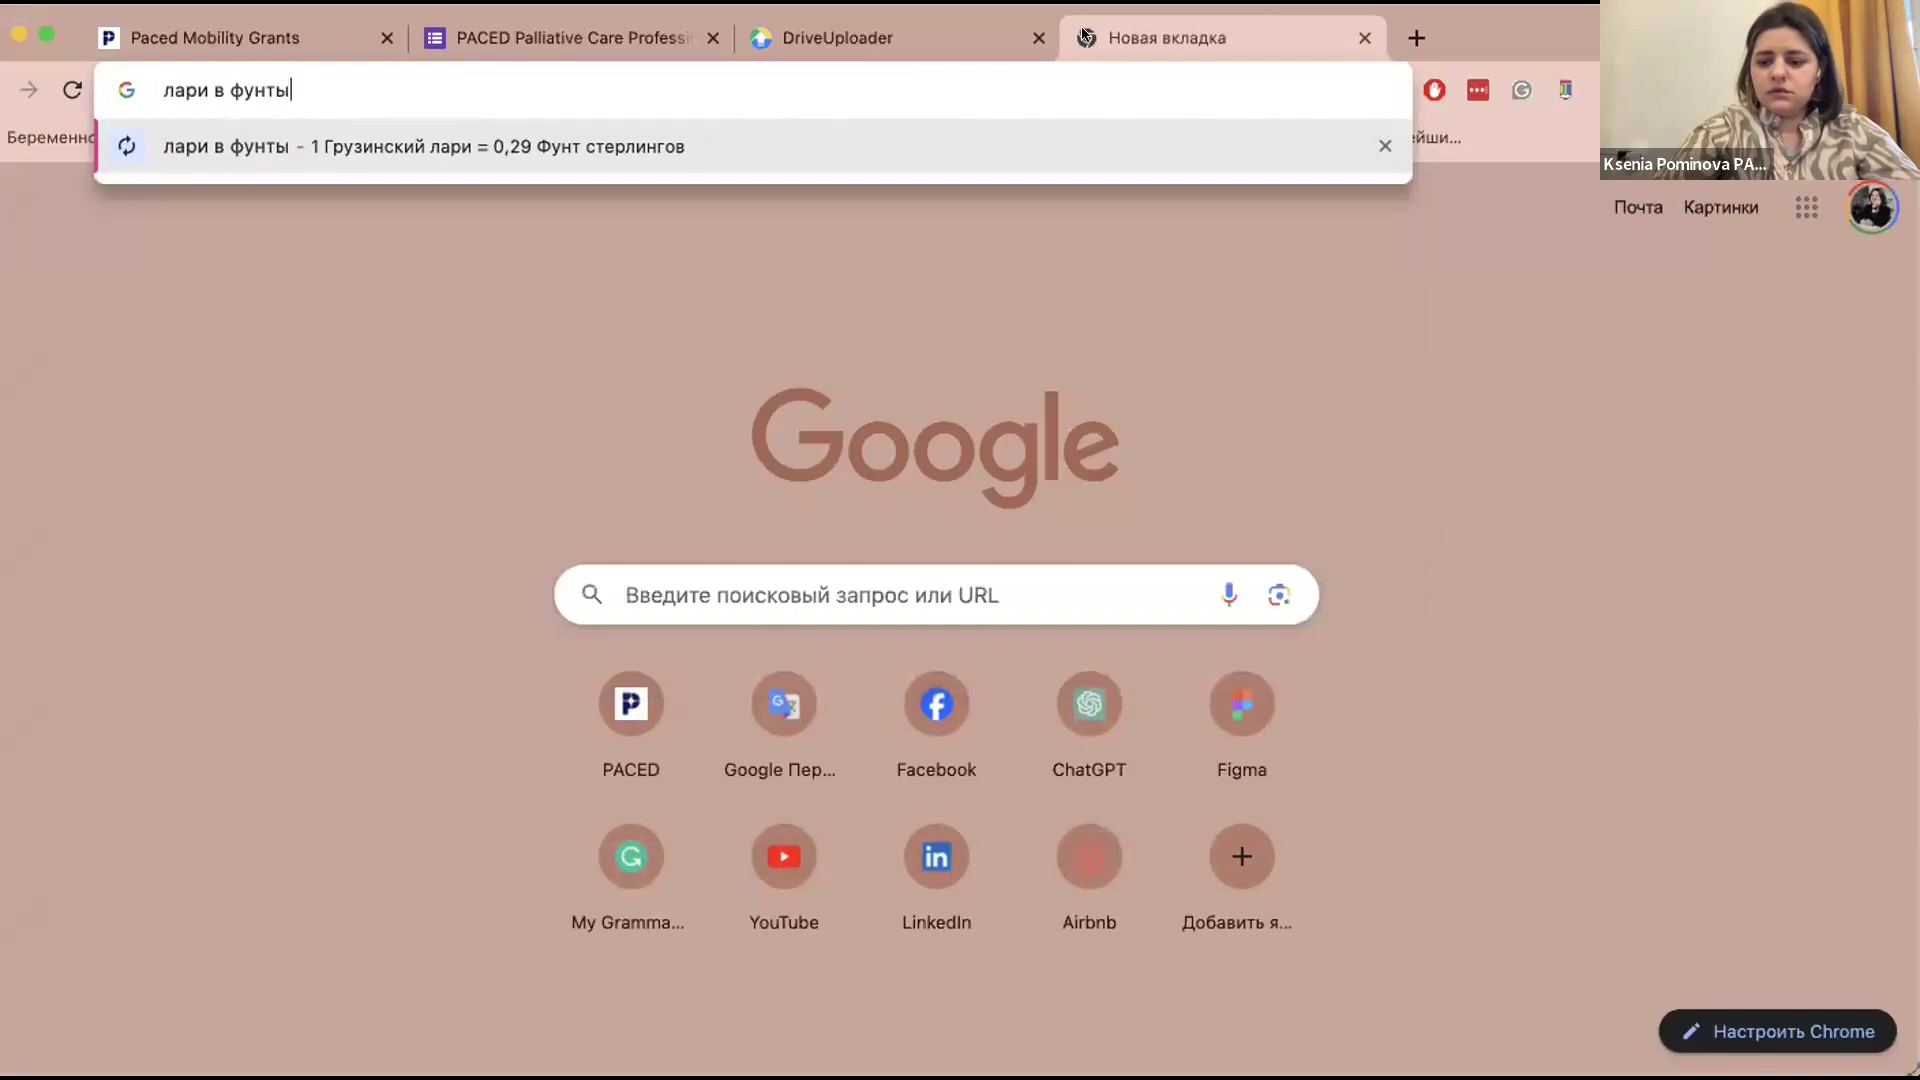 Paced Mobility Grants
PACED Palliative Care Professi
DriveUploader
Новая вкладка
лари в фунты
Беременно
лари в фунты - 1 Грузинский лари = 0,29 Фунт стерлингов
ейши...
Ksenia Pominova PA...
Почта
Картинки
Google
Введите поисковый запрос или URL
PACED
Google Пер...
Facebook
ChatGPT
Figma
My Gramma...
YouTube
LinkedIn
Airbnb
Добавить я...
Настроить Chrome